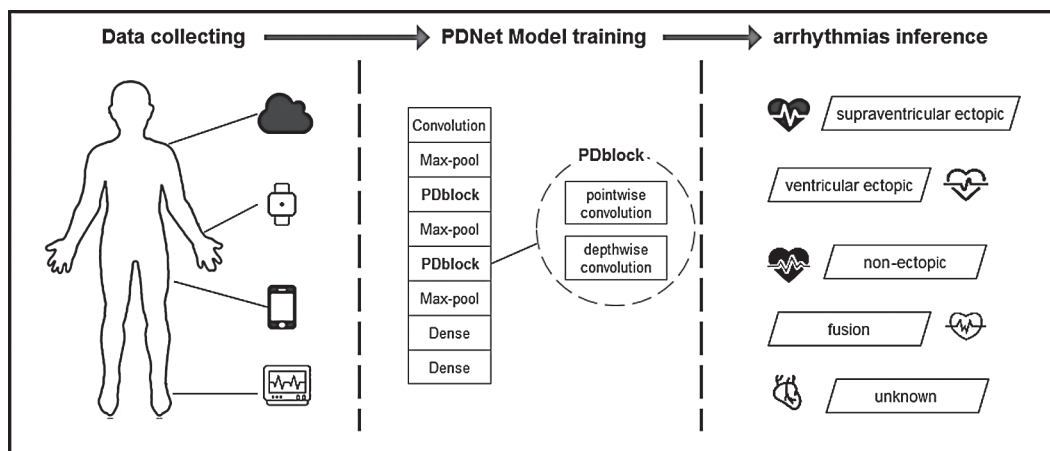 Data collecting
PDNet Model training
arrhythmias inference
Convolution
Max-pool
PDblock
Max-pool
PDblock
Max-pool
Dense
Dense
PDblock
pointwise
convolution
depthwise
convolution
supraventricular ectopic
ventricular ectopic
non-ectopic
fusion
unknown